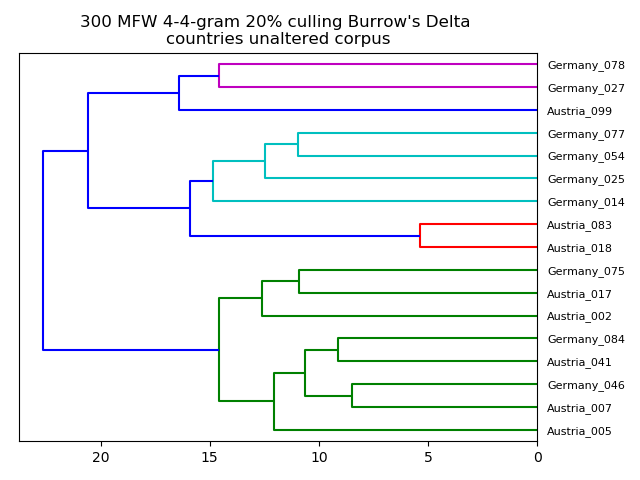 300 MFW 4-4-gram 20% culling Burrow's Delta
countries unaltered corpus
Germany_078
Germany_027
Austria_099
Germany_077
Germany_054
Germany_025
Germany_014
Austria_083
Austria_018
Germany_075
Austria_017
Austria_002
Germany_084
Austria_041
Germany_046
Austria_007
Austria_005
20 15 10 5 0